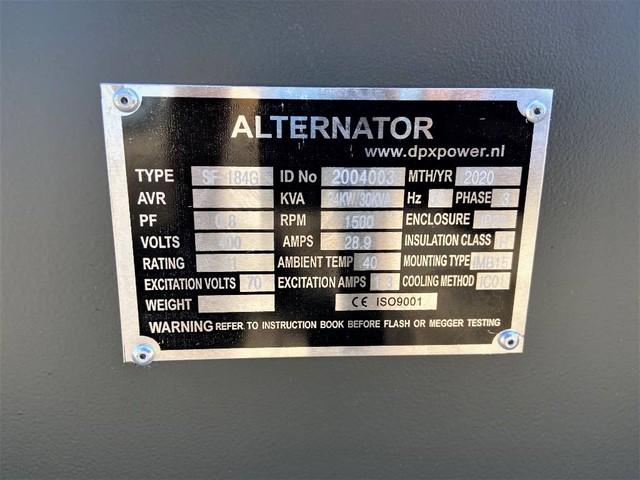 ALTERNATOR
www.dpxpower.nl
TYPE SF 184G ID No 2004003 MTH/YR 2020
AVR KVA 24KW/30KVA Hz PHASE 3
PF 0.8 RPM 1500 ENCLOSURE
VOLTS 400 AMPS 28.9 INSULATION CLASS H
RATING AMBIENT TEMP 40 MOUNTING TYPE IMB15
EXCITATION VOLTS 70 EXCITATION AMPS 1.3 COOLING METHOD IC01
WEIGHT CE ISO9001
WARNING REFER TO INSTRUCTION BOOK BEFORE FLASH OR MEGGER TESTING